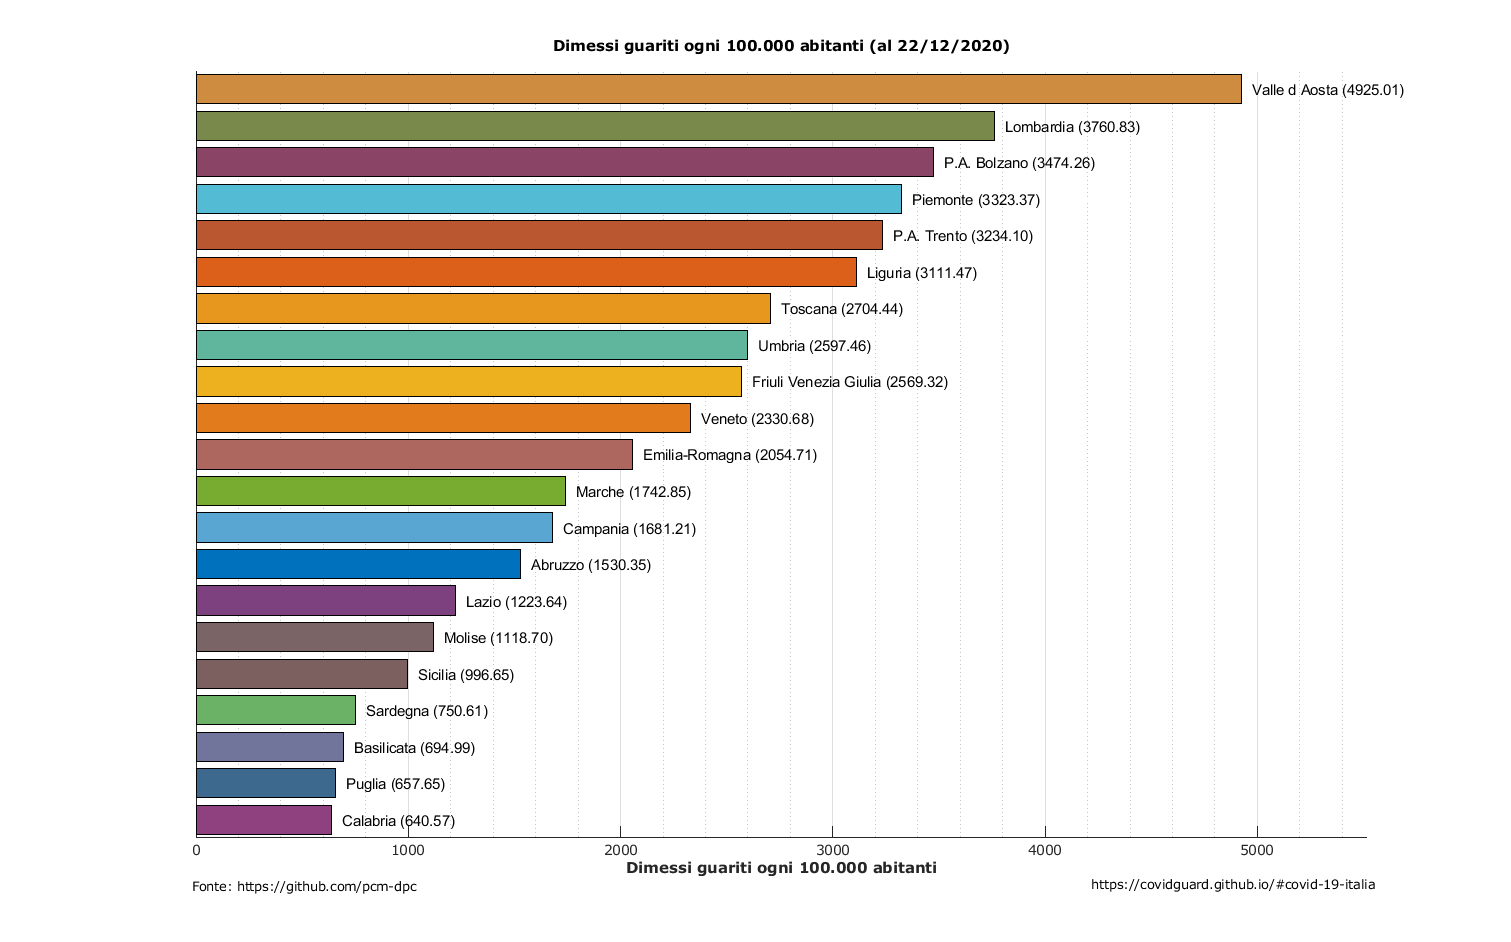 Dimessi guariti ogni 100.000 abitanti (al 22/12/2020)
Valle d Aosta (4925.01)
Lombardia (3760.83)
P.A. Bolzano (3474.26)
Piemonte (3323.37)
P.A. Trento (3234.10)
Liguria (3111.47)
Toscana (2704.44)
Umbria (2597.46)
Friuli Venezia Giulia (2569.32)
Veneto (2330.68)
Emilia-Romagna (2054.71)
Marche (1742.85)
Campania (1681.21)
Abruzzo (1530.35)
Lazio (1223.64)
Molise (1118.70)
Sicilia (996.65)
Sardegna (750.61)
Basilicata (694.99)
Puglia (657.65)
Calabria (640.57)
0 1000 2000 3000 4000 5000
Dimessi guariti ogni 100.000 abitanti
Fonte: https://github.com/pcm-dpc
https://covidguard.github.io/#covid-19-italia